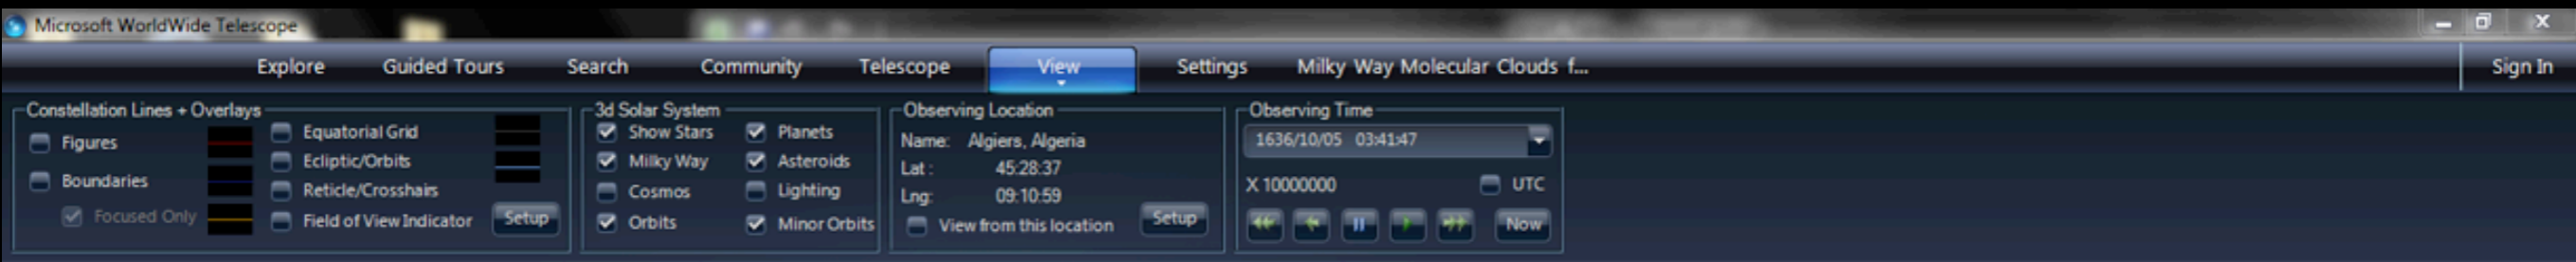 Microsoft WorldWide Telescope
Explore Guided Tours Search Community Telescope View Settings Milky Way Molecular Clouds f... Sign In
Constellation Lines + Overlays
Figures
Boundaries
Focused Only
Equatorial Grid
Ecliptic/Orbits
Reticle/Crosshairs
Field of View Indicator
Setup
3d Solar System
Show Stars Planets
Milky Way Asteroids
Cosmos Lighting
Orbits Minor Orbits
Observing Location
Name: Algiers, Algeria
Lat : 45:28:37
Lng: 09:10:59
View from this location Setup
Observing Time
1636/10/05 03:41:47
X 10000000 UTC
Now